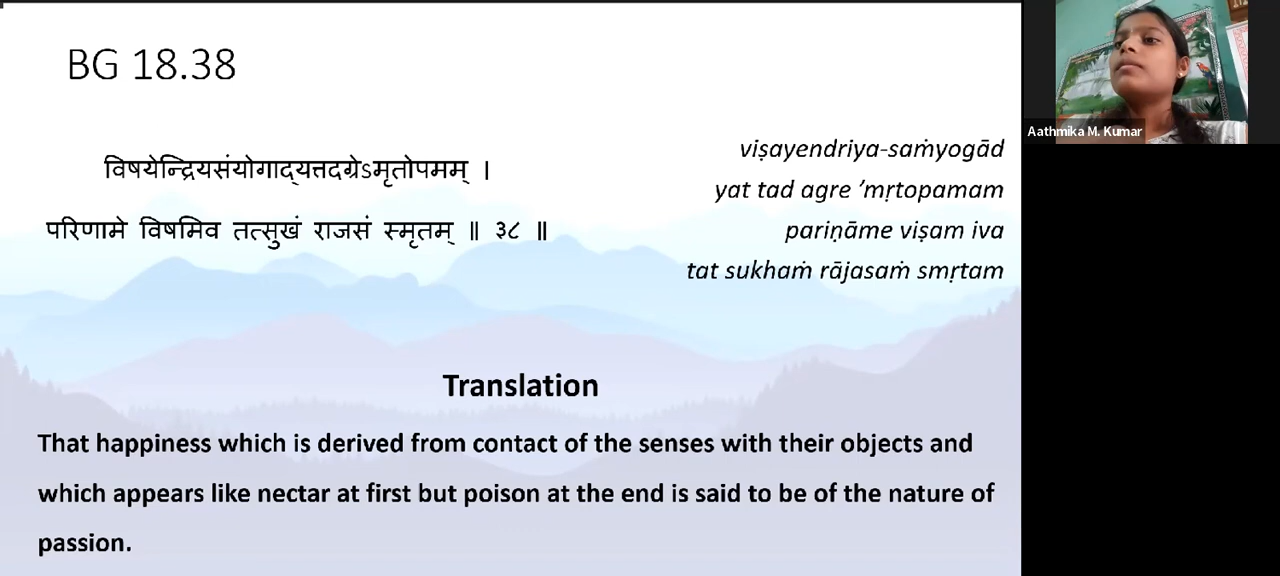 BG 18.38
विषयेन्द्रियसंयोगाद्यत्तदग्रेऽमृतोपमम् ।
परिणामे विषमिव तत्सुखं राजसं स्मृतम् ॥ ३८ ॥
viṣayendriya-saṁyogād
yat tad agre ’mṛtopamam
pariṇāme viṣam iva
tat sukhaṁ rājasaṁ smṛtam
Translation
That happiness which is derived from contact of the senses with their objects and
which appears like nectar at first but poison at the end is said to be of the nature of
passion.
Aathmika M. Kumar